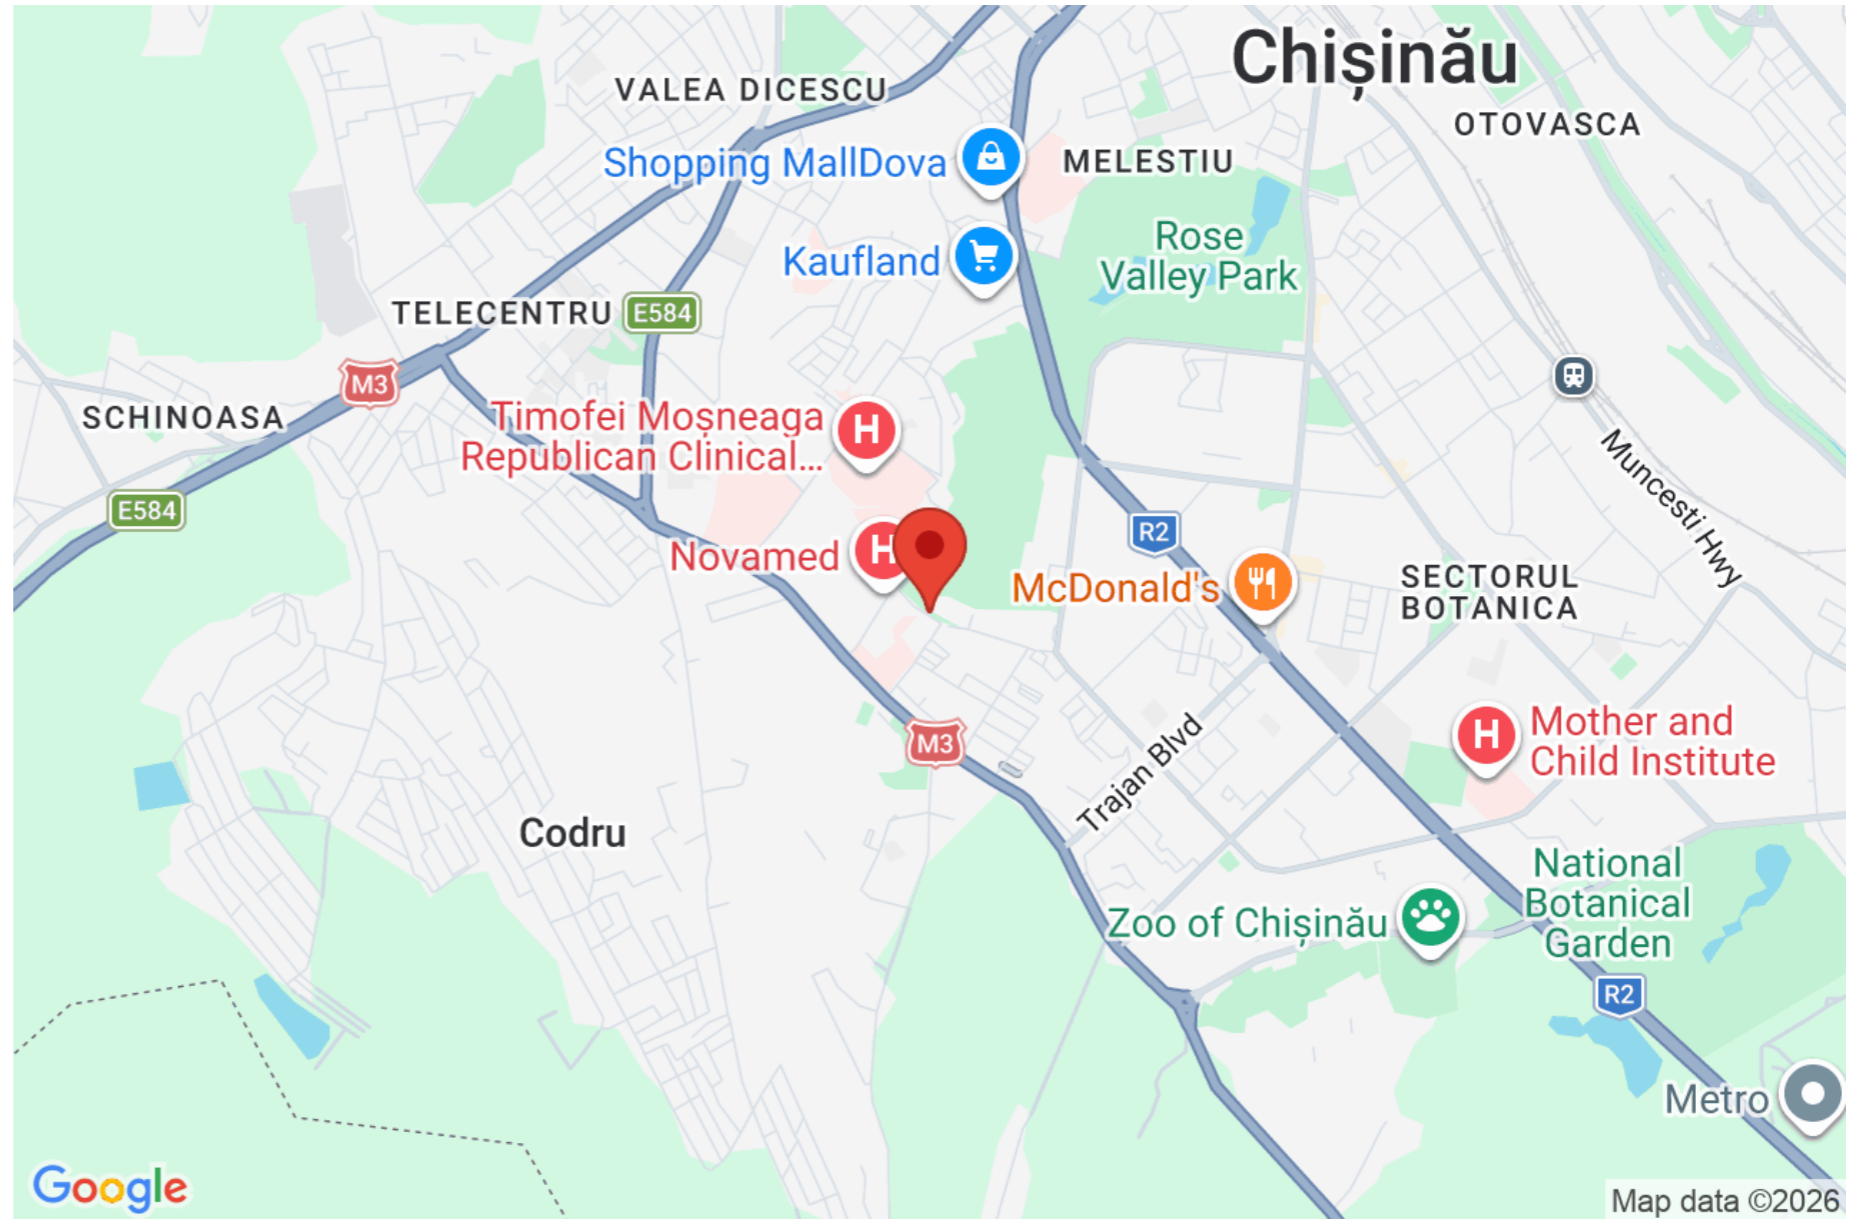 Chișinău
VALEA DICESCU
OTOVASCA
Shopping MallDova
MELESTIU
Rose
Valley Park
Kaufland
TELECENTRU
E584
M3
SCHINOASA
Timofei Moșneaga
Republican Clinical...
H
Muncesti Hwy
E584
R2
Novamed
H
McDonald's
SECTORUL
BOTANICA
M3
Trajan Blvd
H
Mother and
Child Institute
Codru
National
Botanical
Garden
Zoo of Chișinău
R2
Metro
Google
Map data ©2026